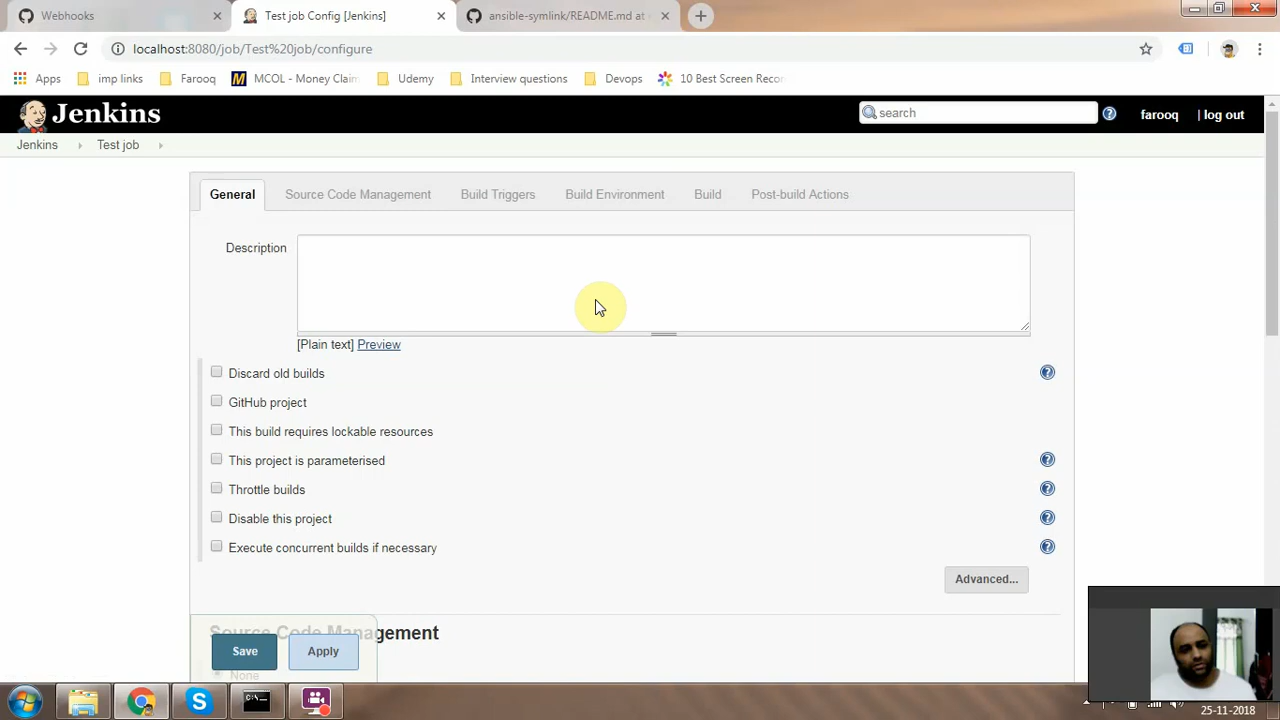 Webhooks
Test job Config [Jenkins]
ansible-symlink/README.md at
localhost:8080/job/Test%20job/configure
Apps
imp links
Farooq
MCOL - Money Claim
Udemy
Interview questions
Devops
10 Best Screen Recor
Jenkins
search
farooq
| log out
Jenkins
Test job
General
Source Code Management
Build Triggers
Build Environment
Build
Post-build Actions
Description
[Plain text] Preview
Discard old builds
GitHub project
This build requires lockable resources
This project is parameterised
Throttle builds
Disable this project
Execute concurrent builds if necessary
Advanced...
Source Code Management
Save
Apply
None
25-11-2018